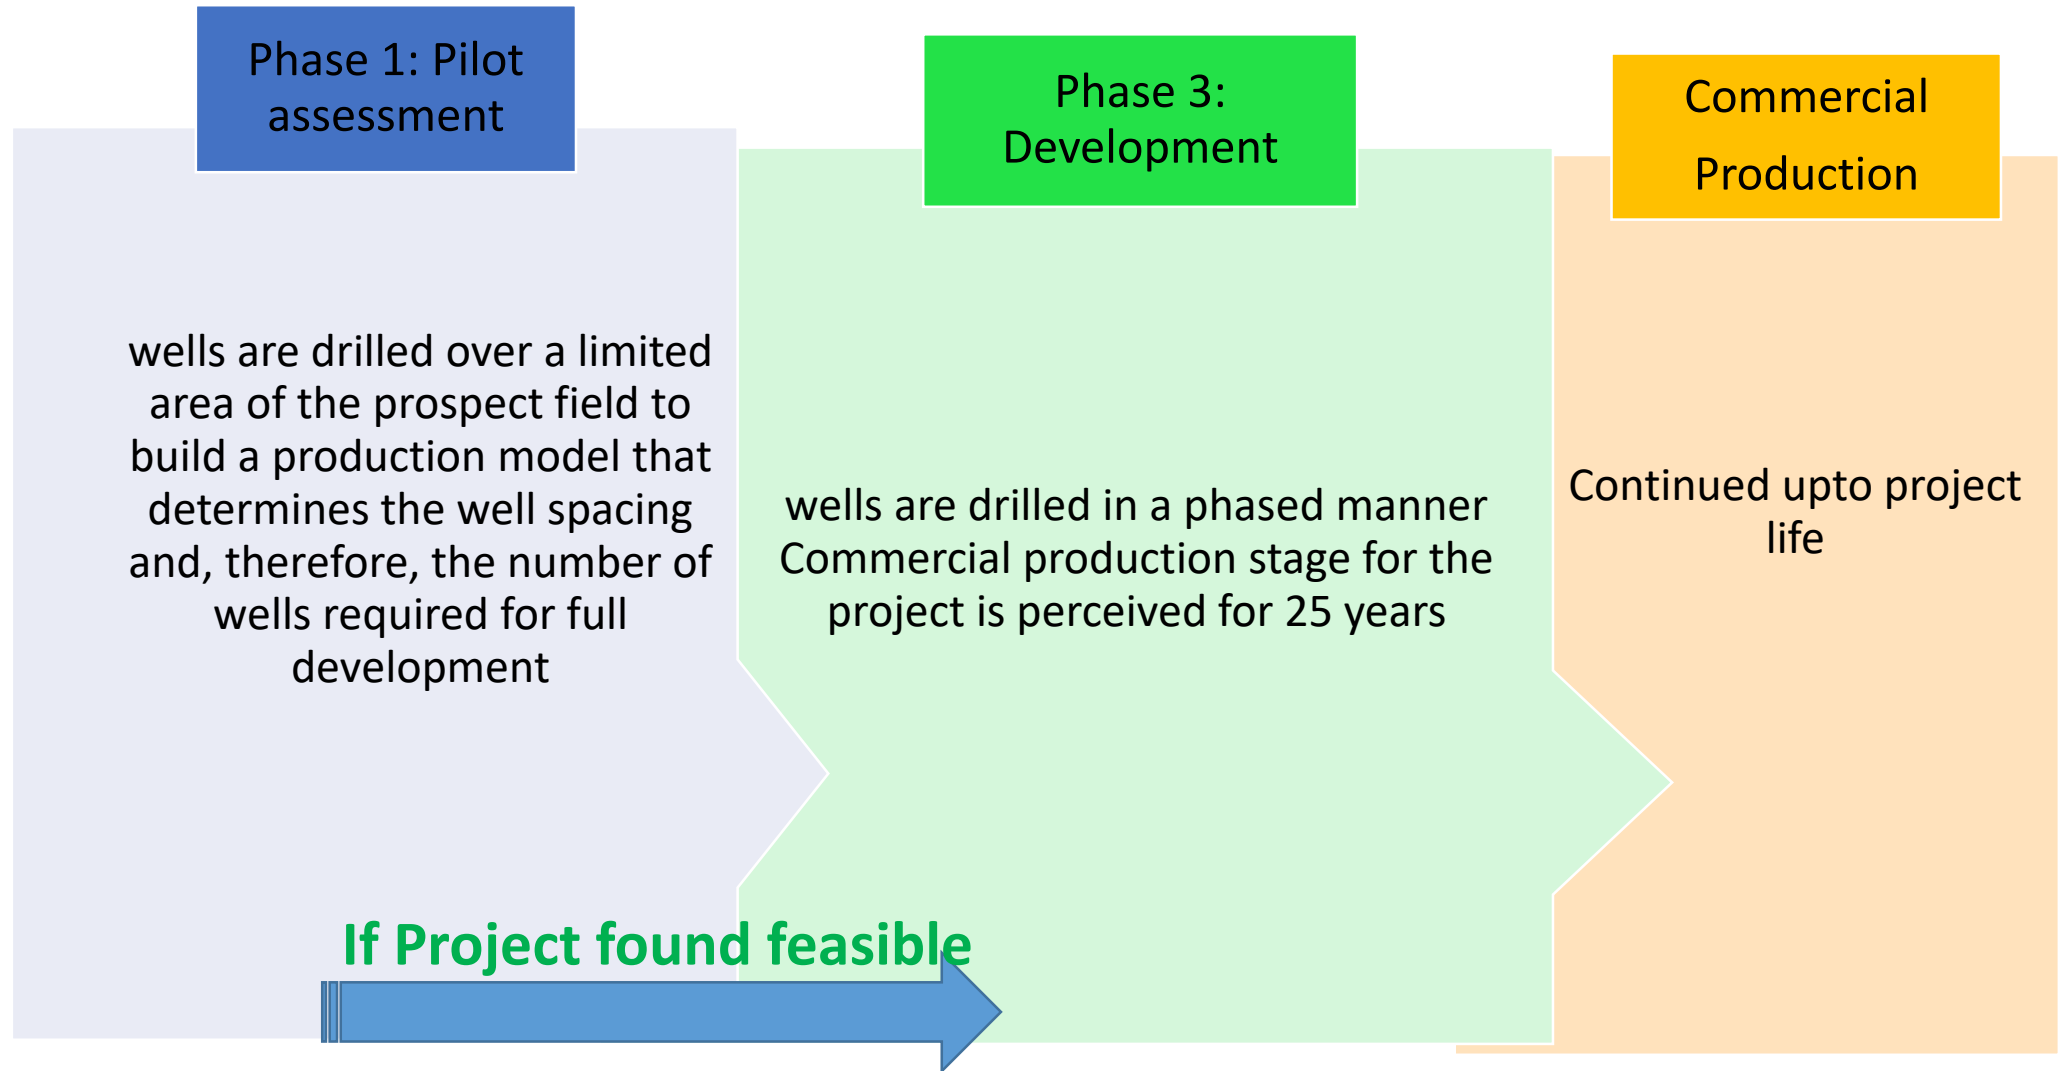 Phase 1: Pilot
assessment
wells are drilled over a limited
area of the prospect field to
build a production model that
determines the well spacing
and, therefore, the number of
wells required for full
development
Phase 3:
Development
wells are drilled in a phased manner
Commercial production stage for the
project is perceived for 25 years
Commercial
Production
Continued upto project
life
If Project found feasible